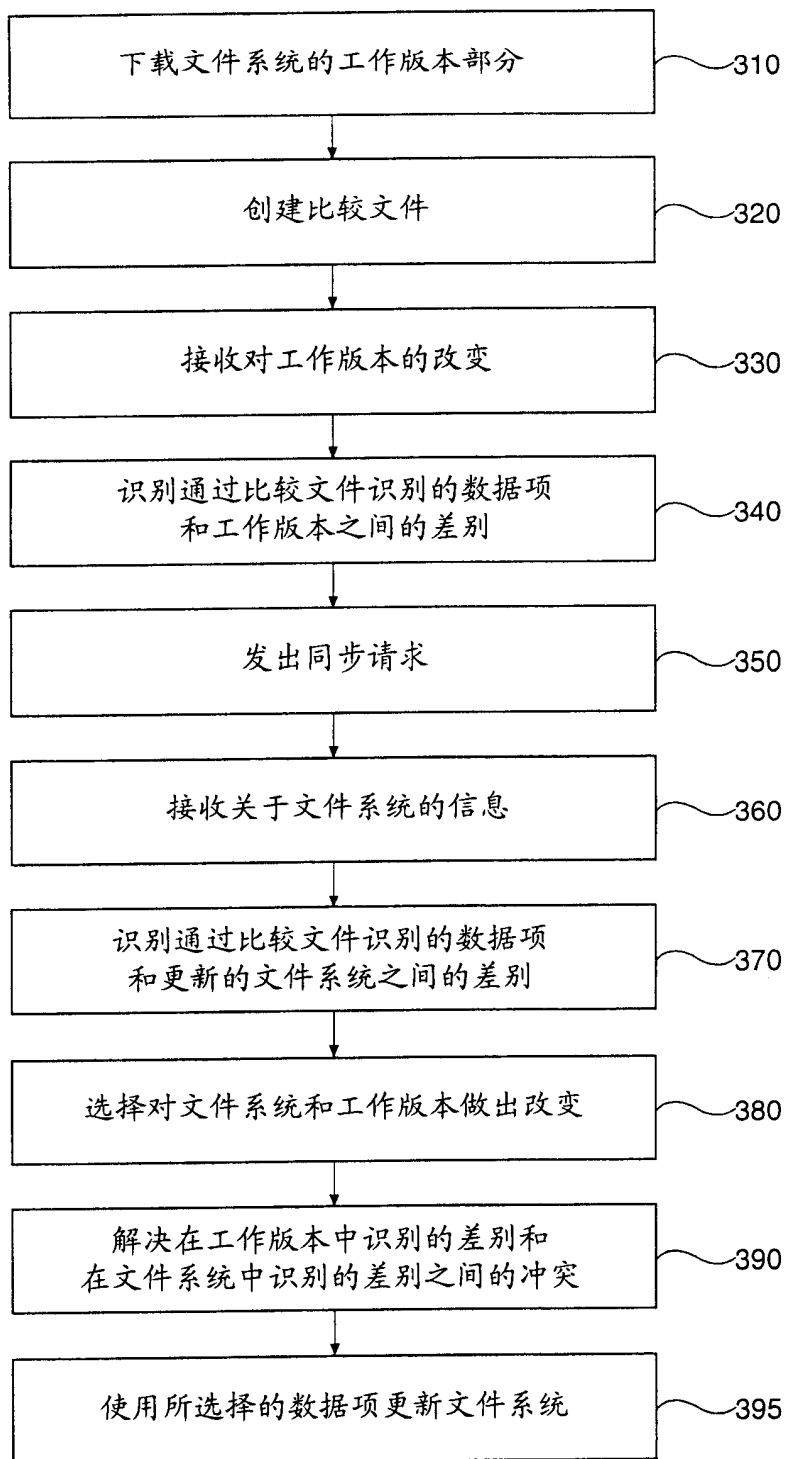 下载文件系统的工作版本部分
310
创建比较文件
320
接收对工作版本的改变
330
识别通过比较文件识别的数据项
和工作版本之间的差别
340
发出同步请求
350
接收关于文件系统的信息
360
识别通过比较文件识别的数据项
和更新的文件系统之间的差别
370
选择对文件系统和工作版本做出改变
380
解决在工作版本中识别的差别和
在文件系统中识别的差别之间的冲突
390
使用所选择的数据项更新文件系统
395